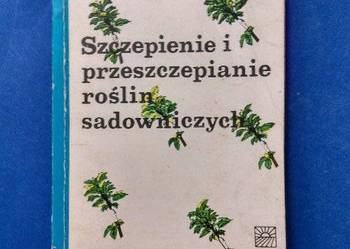 Szczepienie i
przeszczepianie
roślin
sadowniczych